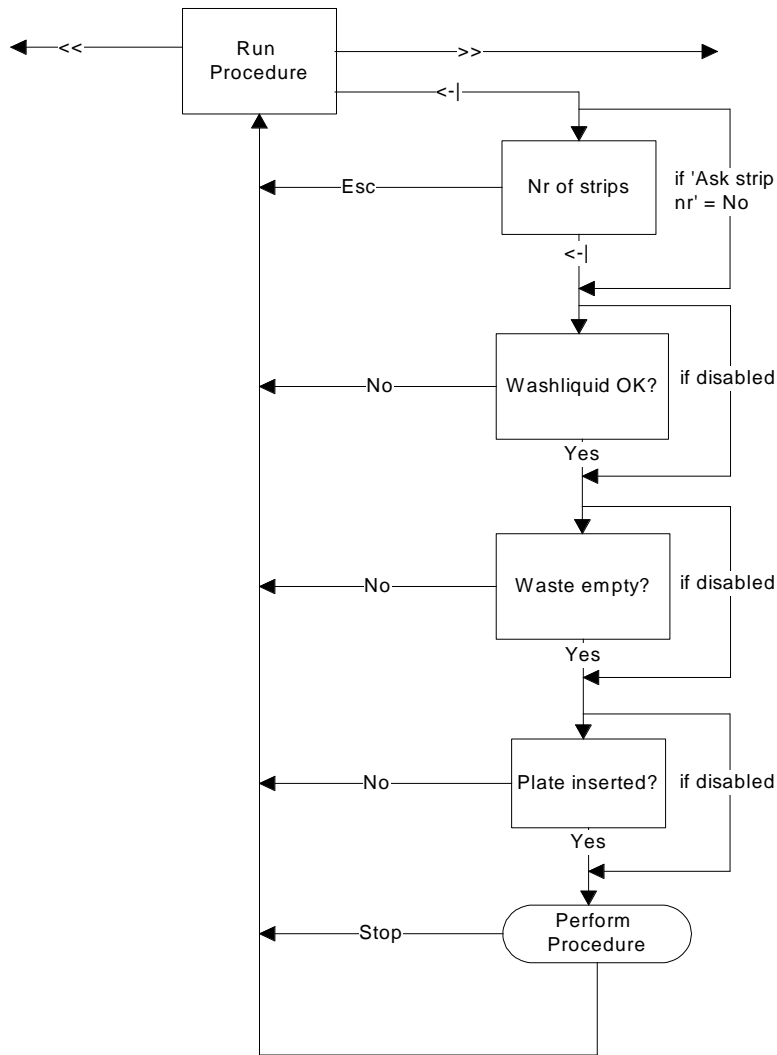 <<
Run
Procedure
>>
<-|
Esc
Nr of strips
if 'Ask strip
nr' = No
<-|
No
Washliquid OK?
if disabled
Yes
No
Waste empty?
if disabled
Yes
No
Plate inserted?
if disabled
Yes
Stop
Perform
Procedure